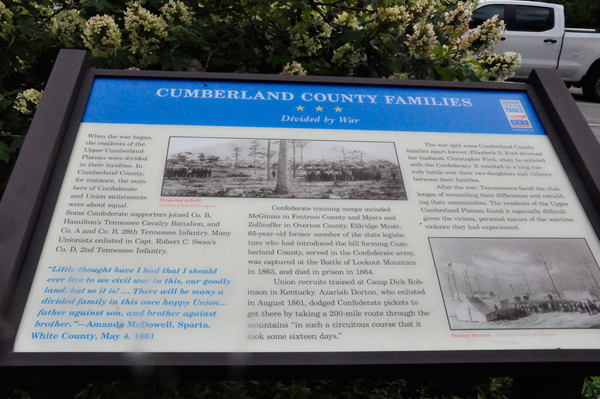 CUMBERLAND COUNTY FAMILIES
Divided by War
When the war began,
the residents of the
Upper Cumberland
Plateau were divided
in their loyalties. In
Cumberland County,
for instance, the num-
bers of Confederate
and Union enlistments
were about equal.
Some Confederate supporters joined Co. B,
Hamilton's Tennessee Cavalry Battalion, and
Co. A and Co. B, 28th Tennessee Infantry. Many
Unionists enlisted in Capt. Robert C. Swan's
Co. D, 2nd Tennessee Infantry.
"Little thought have I had that I should
ever live to see civil war in this, our goodly
land, but so it is! ... There will be many a
divided family in this once happy Union...
father against son, and brother against
brother."—Amanda McDowell, Sparta,
White County, May 4, 1861
Preparing to Drill
Confederate training camps included
McGinnis in Fentress County and Myers and
Zollicoffer in Overton County. Eldridge Myatt,
65-year-old former member of the state legisla-
ture who had introduced the bill forming Cum-
berland County, served in the Confederate army,
was captured at the Battle of Lookout Mountain
in 1863, and died in prison in 1864.
Union recruits trained at Camp Dick Rob-
inson in Kentucky. Azariah Dorton, who enlisted
in August 1861, dodged Confederate pickets to
get there by taking a 200-mile route through the
mountains "in such a circuitous course that it
took some sixteen days."
The war split some Cumberland County
families apart forever. Elizabeth S. Ford divorced
her husband, Christopher Ford, when he enlisted
with the Confederacy. It resulted in a long cus-
tody battle over their two daughters and violence
between their families.
After the war, Tennesseans faced the chal-
lenges of reconciling their differences and rebuild-
ing their communities. The residents of the Upper
Cumberland Plateau found it especially difficult
given the vicious, personal nature of the wartime
violence they had experienced.